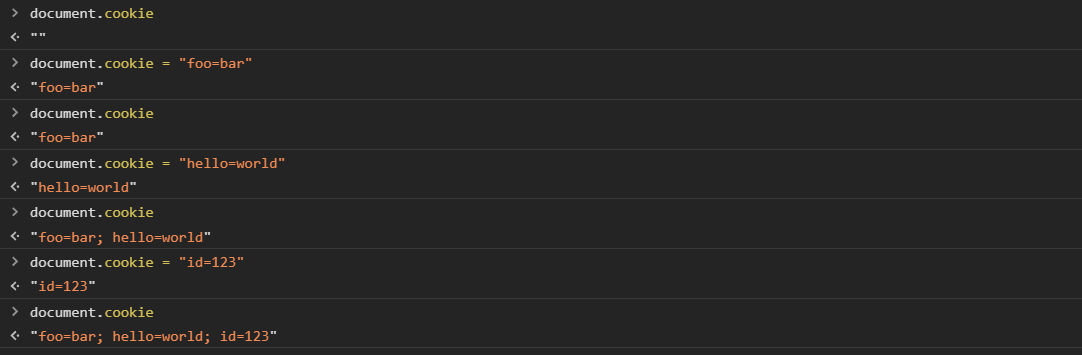 > document.cookie
<· ""
> document.cookie = "foo=bar"
<· "foo=bar"
> document.cookie
<· "foo=bar"
> document.cookie = "hello=world"
<· "hello=world"
> document.cookie
<· "foo=bar; hello=world"
> document.cookie = "id=123"
<· "id=123"
> document.cookie
<· "foo=bar; hello=world; id=123"